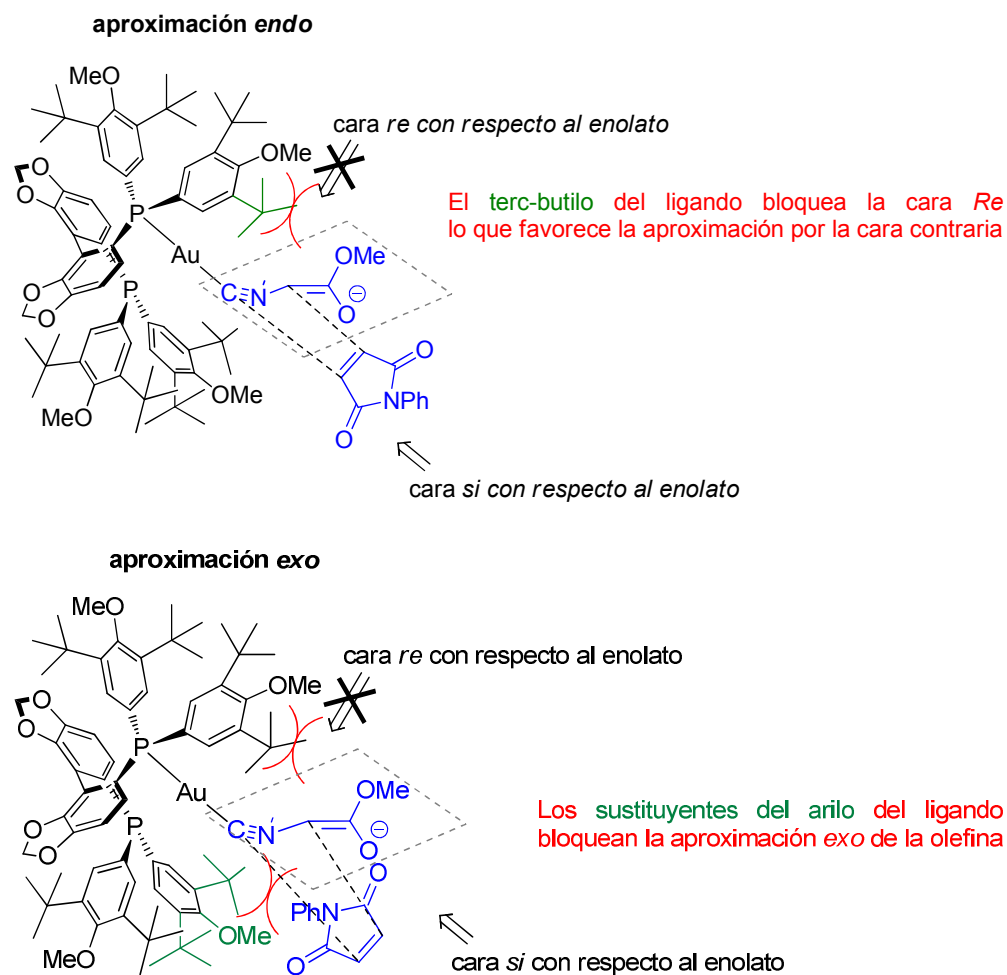 aproximación endo
MeO
cara re con respecto al enolato
OMe
El terc-butilo del ligando bloquea la cara Re
lo que favorece la aproximación por la cara contraria
O
O
P
Au
OMe
C≡N
O ⊖
O
O
P
O
NPh
O
OMe
MeO
cara si con respecto al enolato
aproximación exo
MeO
cara re con respecto al enolato
OMe
O
O
P
Au
OMe
C≡N
O ⊖
Los sustituyentes del arilo del ligando
bloquean la aproximación exo de la olefina
O
O
P
O
PhN
O
OMe
MeO
cara si con respecto al enolato